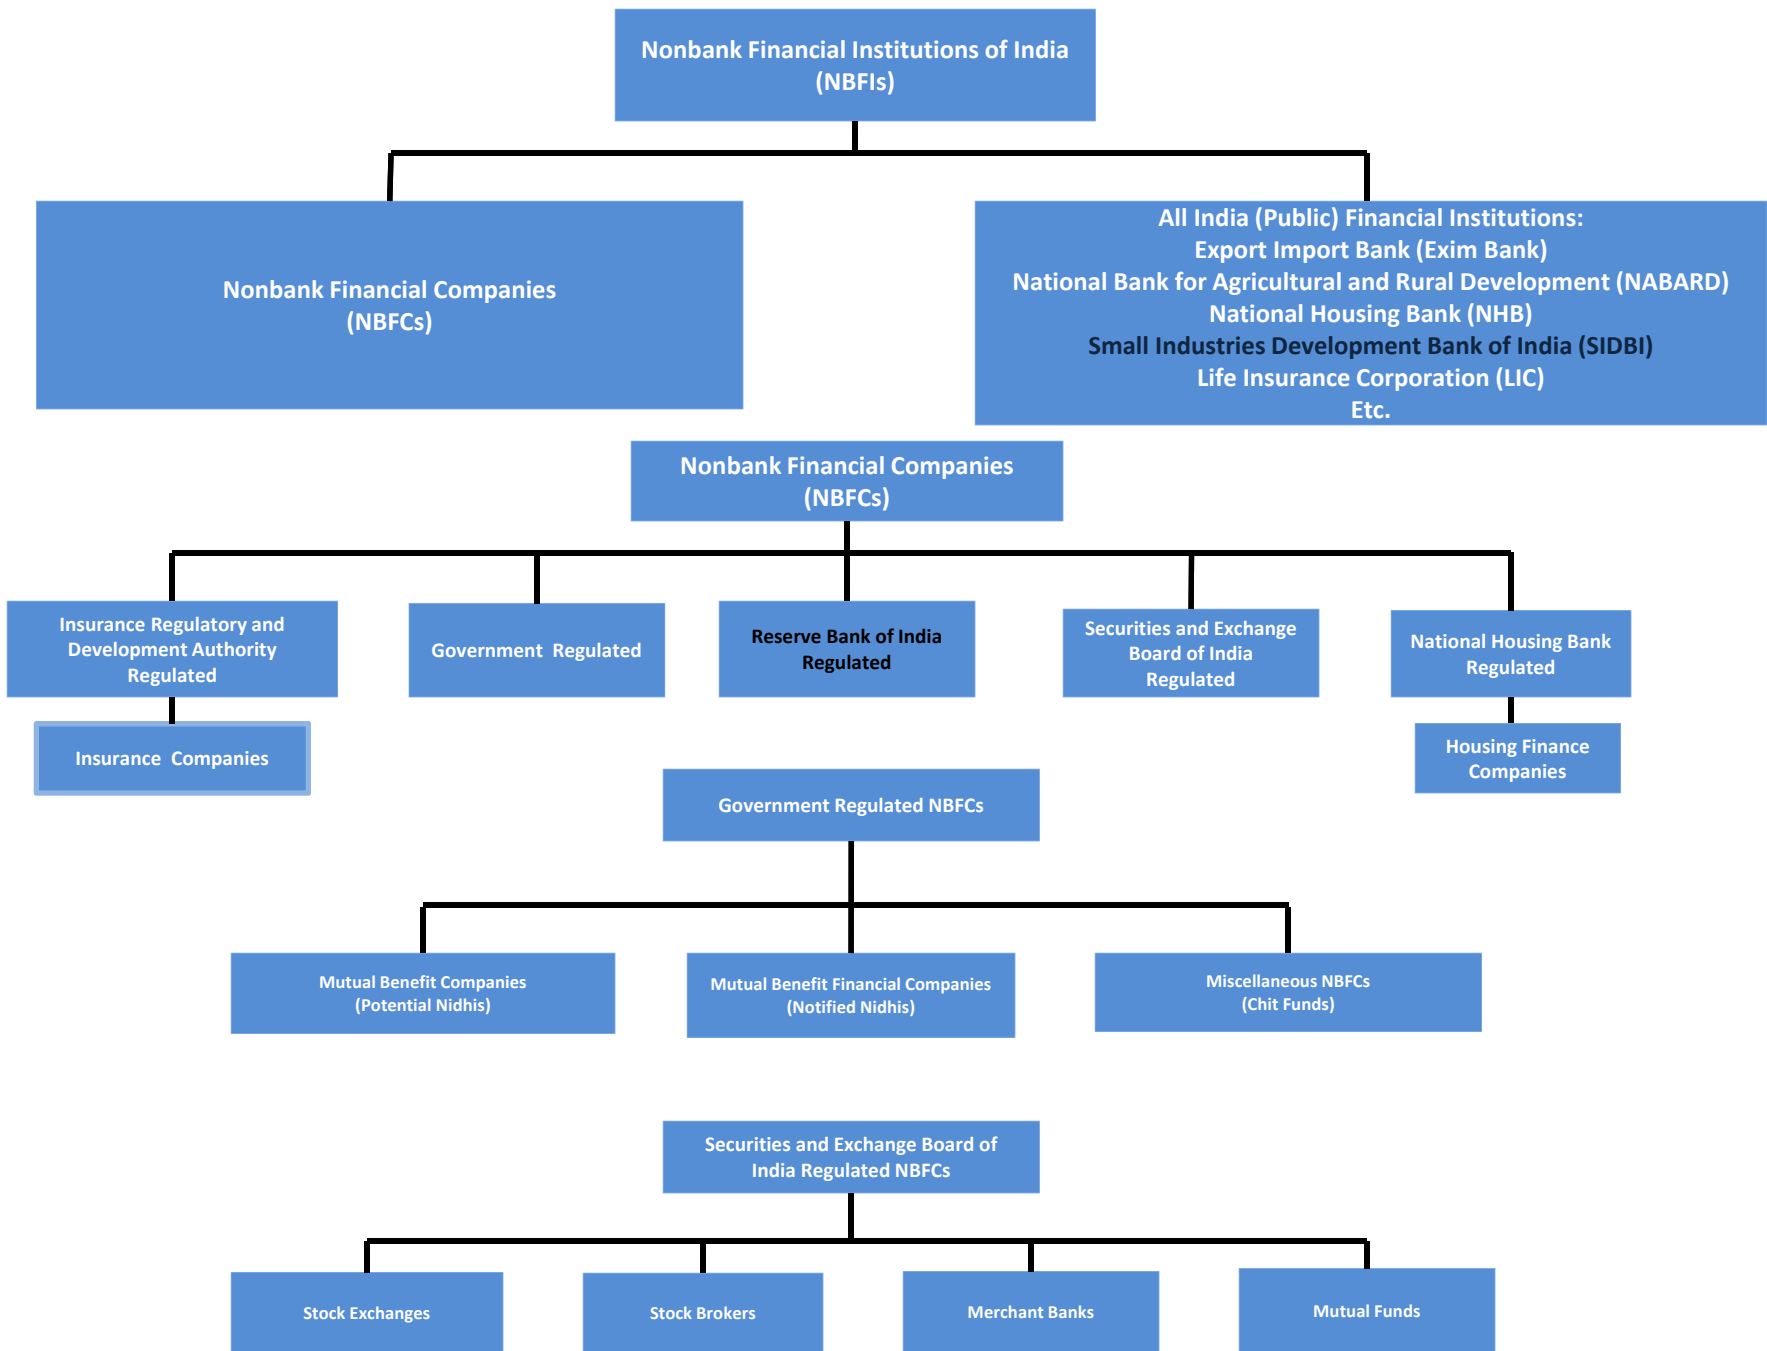 Nonbank Financial Institutions of India
(NBFIs)
Nonbank Financial Companies
(NBFCs)
All India (Public) Financial Institutions:
Export Import Bank (Exim Bank)
National Bank for Agricultural and Rural Development (NABARD)
National Housing Bank (NHB)
Small Industries Development Bank of India (SIDBI)
Life Insurance Corporation (LIC)
Etc.
Nonbank Financial Companies
(NBFCs)
Insurance Regulatory and
Development Authority
Regulated
Government Regulated
Reserve Bank of India
Regulated
Securities and Exchange
Board of India
Regulated
National Housing Bank
Regulated
Insurance Companies
Housing Finance
Companies
Government Regulated NBFCs
Mutual Benefit Companies
(Potential Nidhis)
Mutual Benefit Financial Companies
(Notified Nidhis)
Miscellaneous NBFCs
(Chit Funds)
Securities and Exchange Board of
India Regulated NBFCs
Stock Exchanges
Stock Brokers
Merchant Banks
Mutual Funds